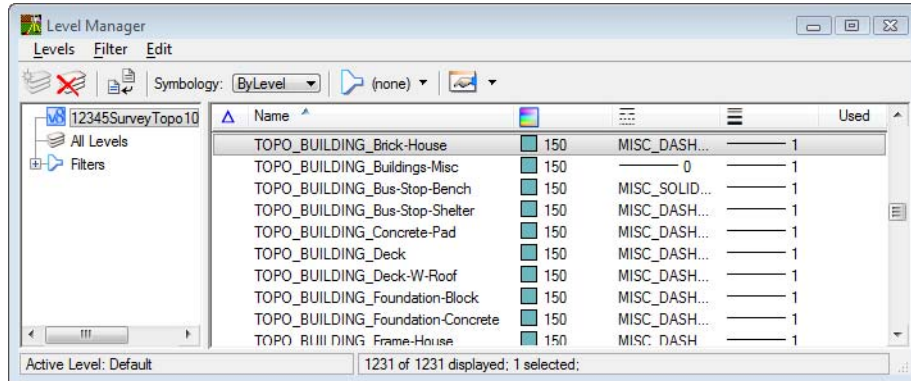 Level Manager
Levels Filter Edit
Symbology: ByLevel (none)
12345SurveyTopo10
All Levels
Filters
Name Used
TOPO_BUILDING_Brick-House 150 MISC_DASH... 1
TOPO_BUILDING_Buildings-Misc 150 0 1
TOPO_BUILDING_Bus-Stop-Bench 150 MISC_SOLID... 1
TOPO_BUILDING_Bus-Stop-Shelter 150 MISC_DASH... 1
TOPO_BUILDING_Concrete-Pad 150 MISC_DASH... 1
TOPO_BUILDING_Deck 150 MISC_DASH... 1
TOPO_BUILDING_Deck-W-Roof 150 MISC_DASH... 1
TOPO_BUILDING_Foundation-Block 150 MISC_DASH... 1
TOPO_BUILDING_Foundation-Concrete 150 MISC_DASH... 1
TOPO_BUILDING_Frame-House 150 MISC_DASH 1
Active Level: Default 1231 of 1231 displayed; 1 selected;